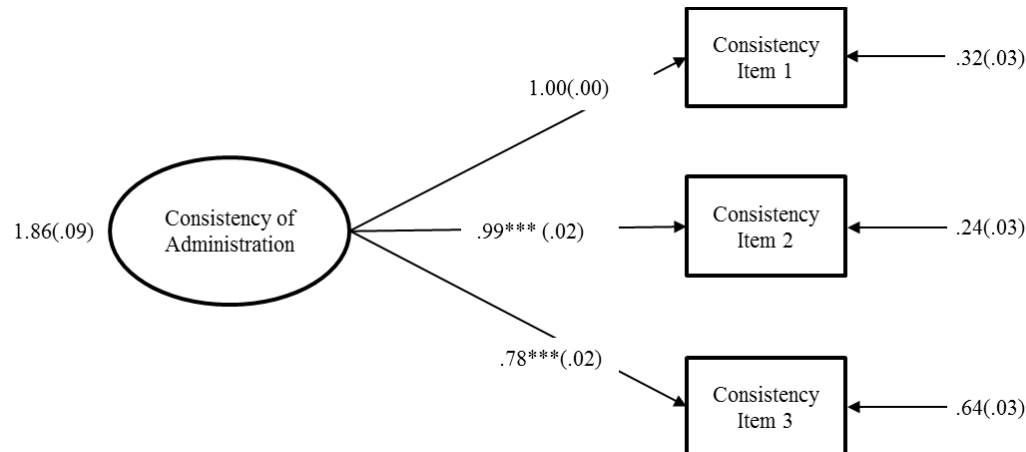 Consistency
Item 1
.32(.03)
1.00(.00)
1.86(.09)
Consistency of
Administration
.99*** (.02)
Consistency
Item 2
.24(.03)
.78***(.02)
Consistency
Item 3
.64(.03)